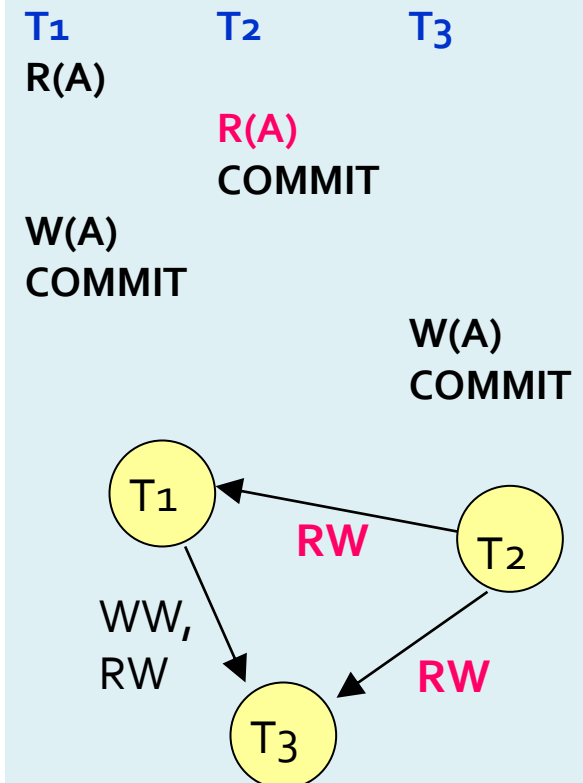 T1 T2 T3
R(A)
R(A)
COMMIT
W(A)
COMMIT
W(A)
COMMIT
T1
RW
T2
WW,
RW
RW
T3